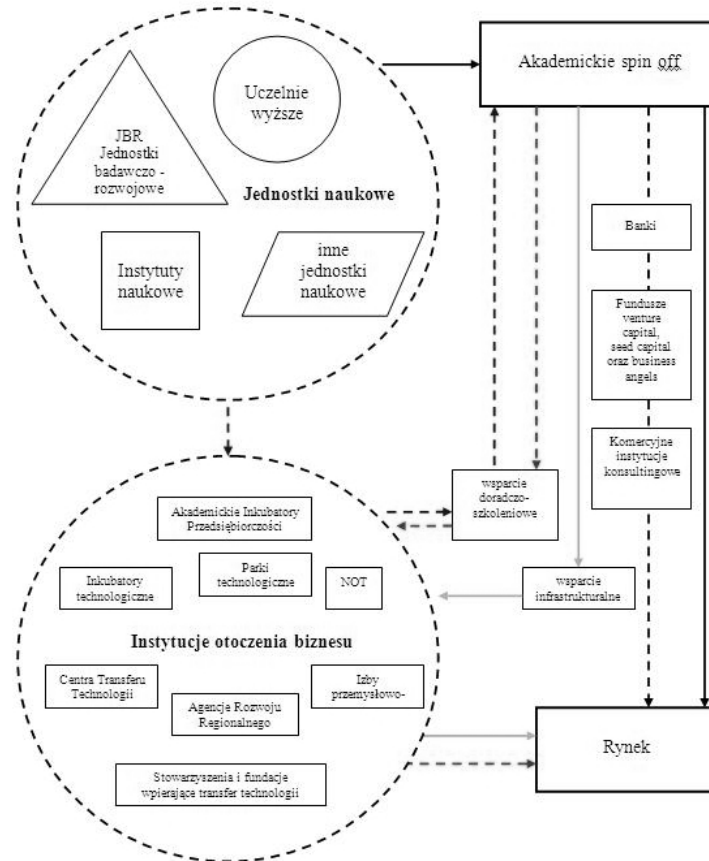 Akademickie spin off
Uczelnie
wyższe
JBR
Jednostki
badawczo -
rozwojowe
Jednostki naukowe
Instytuty
naukowe
inne
jednostki
naukowe
Banki
Fundusze
venture
capital,
seed capital
oraz business
angels
Komercyjne
instytucje
konsultingowe
wsparcie
doradczo-
szkoleniowe
Akademickie Inkubatory
Przedsiębiorczości
Inkubatory
technologiczne
Parki
technologiczne
NOT
wsparcie
infrastrukturalne
Instytucje otoczenia biznesu
Centra Transferu
Technologii
Agencje Rozwoju
Regionalnego
Izby
przemysłowo-
Rynek
Stowarzyszenia i fundacje
wpierające transfer technologii